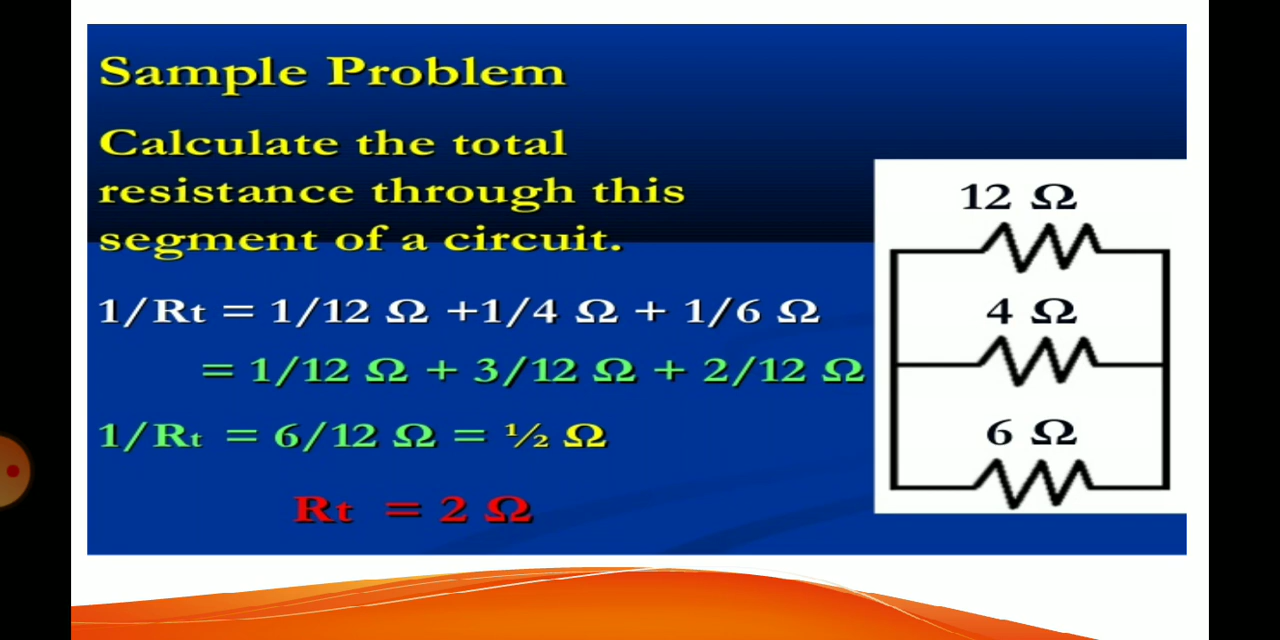 Sample Problem
Calculate the total
resistance through this
segment of a circuit.
1/Rt = 1/12 Ω +1/4 Ω + 1/6 Ω
= 1/12 Ω + 3/12 Ω + 2/12 Ω
1/Rt = 6/12 Ω = ½ Ω
Rt = 2 Ω
12 Ω
4 Ω
6 Ω